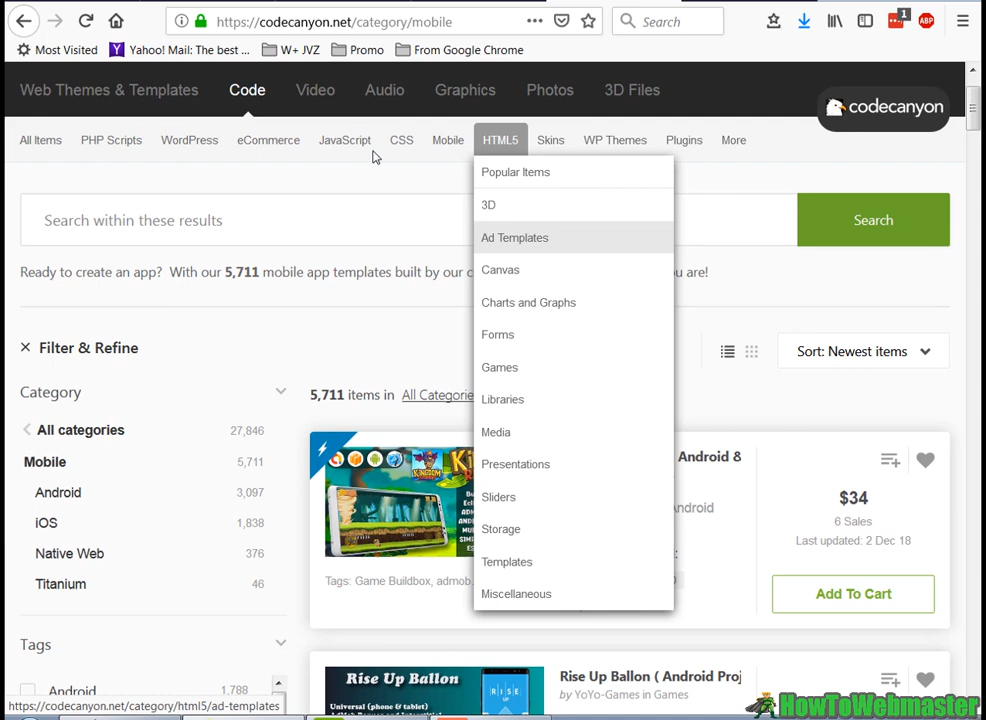 https://codecanyon.net/category/mobile
Search
1
ABP
Most Visited
Yahoo! Mail: The best ...
W+ JVZ
Promo
From Google Chrome
Web Themes & Templates
Code
Video
Audio
Graphics
Photos
3D Files
codecanyon
All Items
PHP Scripts
WordPress
eCommerce
JavaScript
CSS
Mobile
HTML5
Skins
WP Themes
Plugins
More
Popular Items
3D
Ad Templates
Canvas
Charts and Graphs
Forms
Games
Libraries
Media
Presentations
Sliders
Storage
Templates
Miscellaneous
Search within these results
Search
Ready to create an app? With our 5,711 mobile app templates built by our c
u are!
Filter & Refine
Sort: Newest items
Category
5,711 items in All Categorie
All categories
27,846
Mobile
5,711
Android
3,097
iOS
1,838
Native Web
376
Titanium
46
Tags
Android
1,788
Android 8
ndroid
Tags: Game Buildbox, admob.
$34
6 Sales
Last updated: 2 Dec 18
Add To Cart
Rise Up Ballon
Universal (phone & tablet)
RISE
Rise Up Ballon ( Android Proj
by YoYo-Games in Games
https://codecanyon.net/category/html5/ad-templates
HowToWebmaster